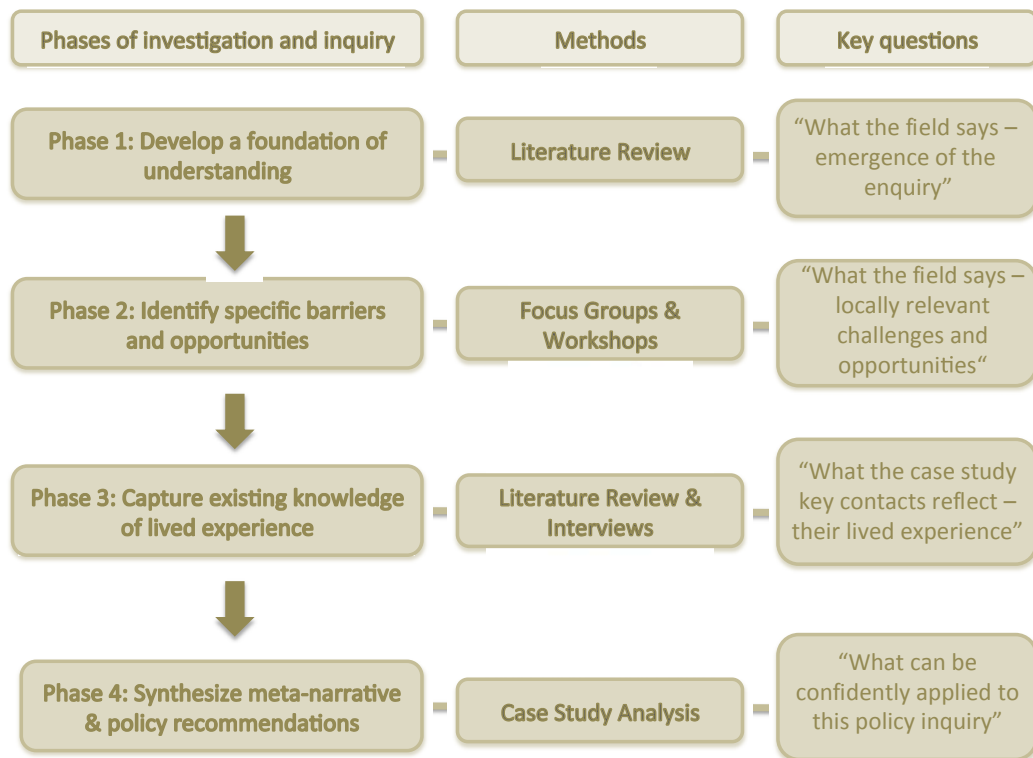 Phases of investigation and inquiry
Methods
Key questions
Phase 1: Develop a foundation of
understanding
Literature Review
“What the field says –
emergence of the
enquiry”
Phase 2: Identify specific barriers
and opportunities
Focus Groups &
Workshops
“What the field says –
locally relevant
challenges and
opportunities“
Phase 3: Capture existing knowledge
of lived experience
Literature Review &
Interviews
“What the case study
key contacts reflect –
their lived experience”
Phase 4: Synthesize meta-narrative
& policy recommendations
Case Study Analysis
“What can be
confidently applied to
this policy inquiry”